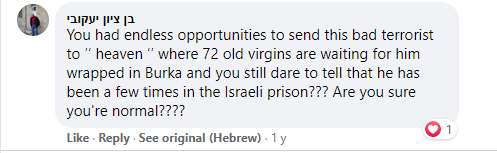 בן ציון יעקובי
You had endless opportunities to send this bad terrorist
to ‘‘ heaven ‘‘ where 72 old virgins are waiting for him
wrapped in Burka and you still dare to tell that he has
been a few times in the Israeli prison??? Are you sure
you're normal????
Like · Reply · See original (Hebrew) · 1 y
1